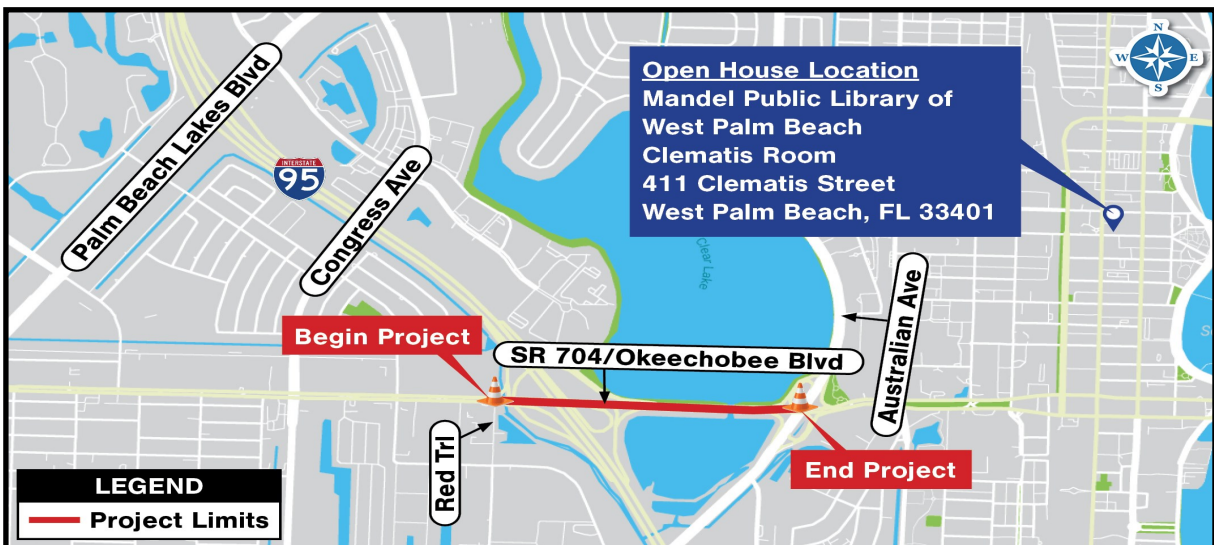 N
W
E
S
Open House Location
Mandel Public Library of
West Palm Beach
Clematis Room
411 Clematis Street
West Palm Beach, FL 33401
Palm Beach Lakes Blvd
INTERSTATE
95
Congress Ave
Clear Lake
Australian Ave
Begin Project
SR 704/Okeechobee Blvd
Red Trl
End Project
LEGEND
Project Limits